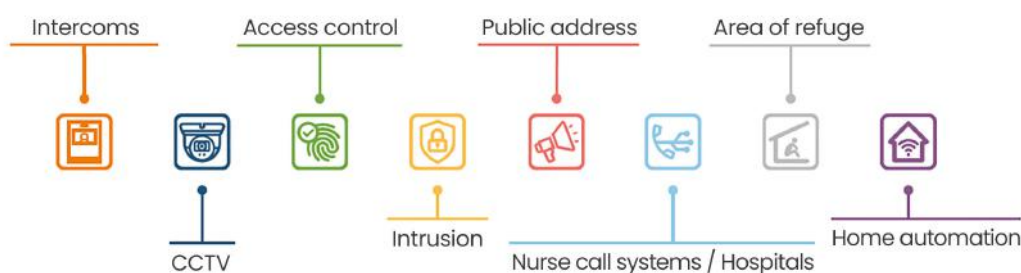 Intercoms
Access control
Public address
Area of refuge
CCTV
Intrusion
Nurse call systems / Hospitals
Home automation